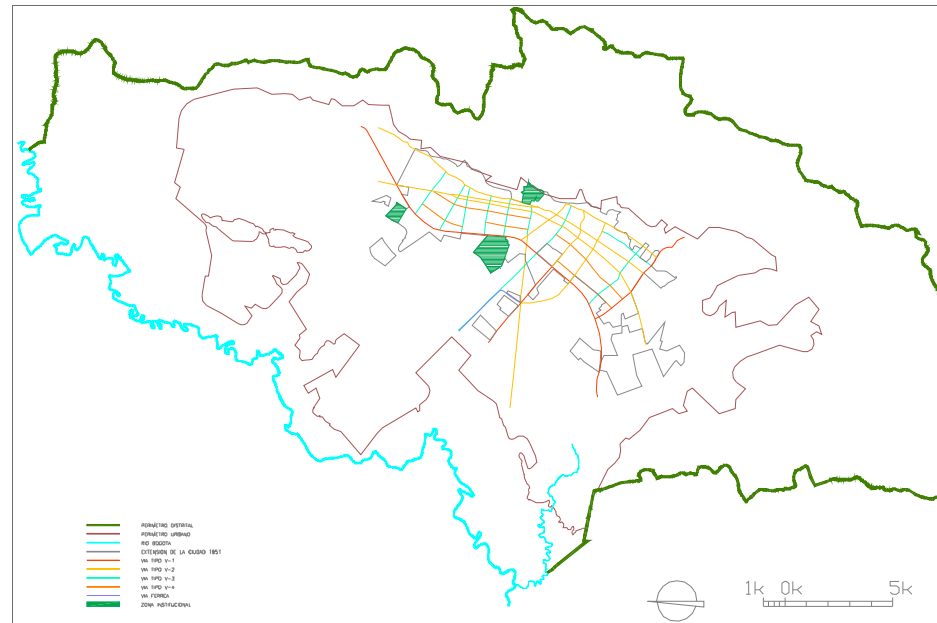 PERIMETRO DISTRITAL
PERIMETRO URBANO
RIO BOGOTA
EXTENSION DE LA CIUDAD 1951
VIA TIPO V-1
VIA TIPO V-2
VIA TIPO V-3
VIA TIPO V-4
VIA FERREA
ZONA INSTITUCIONAL
1k 0k 5k